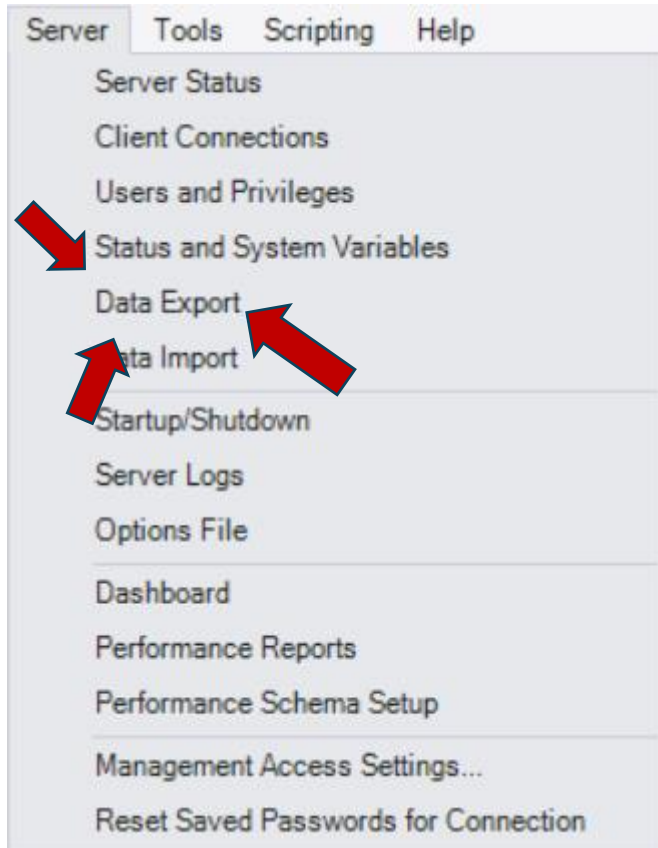 Server Tools Scripting Help
Server Status
Client Connections
Users and Privileges
Status and System Variables
Data Export
Data Import
Startup/Shutdown
Server Logs
Options File
Dashboard
Performance Reports
Performance Schema Setup
Management Access Settings...
Reset Saved Passwords for Connection